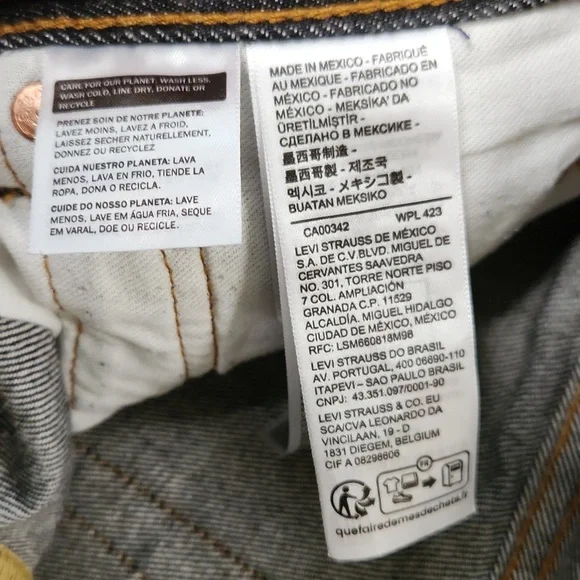 CARE FOR OUR PLANET: WASH LESS,
WASH COLD, LINE DRY, DONATE OR
RECYCLE
PRENEZ SOIN DE NOTRE PLANETE:
LAVEZ MOINS, LAVEZ A FROID,
LAISSEZ SECHER NATURELLEMENT,
DONNEZ OU RECYCLEZ
CUIDA NUESTRO PLANETA: LAVA
MENOS, LAVA EN FRIO, TIENDE LA
ROPA, DONA O RECICLA.
CUIDE DO NOSSO PLANETA: LAVE
MENOS, LAVE EM ÁGUA FRIA, SEQUE
EM VARAL, DOE OU RECICLE.
MADE IN MEXICO - FABRIQUÉ
AU MEXIQUE - FABRICADO EN
MÉXICO - FABRICADO NO
MÉXICO - MEKSİKA' DA
ÜRETİLMİŞTİR -
СДЕЛАНО В МЕКСИКЕ -
墨西哥制造 -
墨西哥製 - 제조국
멕시코 - メキシコ製 -
BUATAN MEKSIKO
CA00342 WPL 423
LEVI STRAUSS DE MÉXICO
S.A. DE C.V.BLVD. MIGUEL DE
CERVANTES SAAVEDRA
NO. 301, TORRE NORTE PISO
7 COL. AMPLIACIÓN
GRANADA C.P. 11529
ALCALDÍA. MIGUEL HIDALGO
CIUDAD DE MÉXICO, MÉXICO
RFC: LSM660818M98
LEVI STRAUSS DO BRASIL
AV. PORTUGAL, 400 06690-110
ITAPEVI - SAO PAULO BRASIL
CNPJ: 43.351.097/0001-90
LEVI STRAUSS & CO. EU
SCA/CVA LEONARDO DA
VINCILAAN, 19 - D
1831 DIEGEM, BELGIUM
CIF A 08298606
FR
quefairedemesdechets.fr